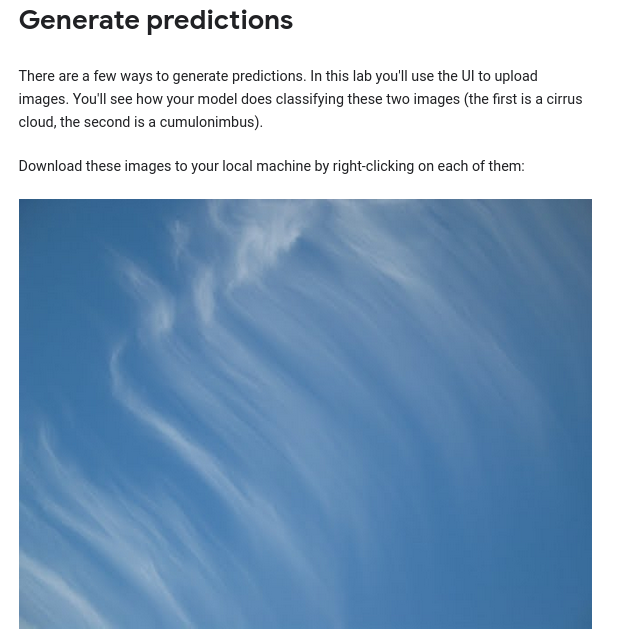 Generate predictions
There are a few ways to generate predictions. In this lab you'll use the UI to upload
images. You'll see how your model does classifying these two images (the first is a cirrus
cloud, the second is a cumulonimbus).
Download these images to your local machine by right-clicking on each of them: